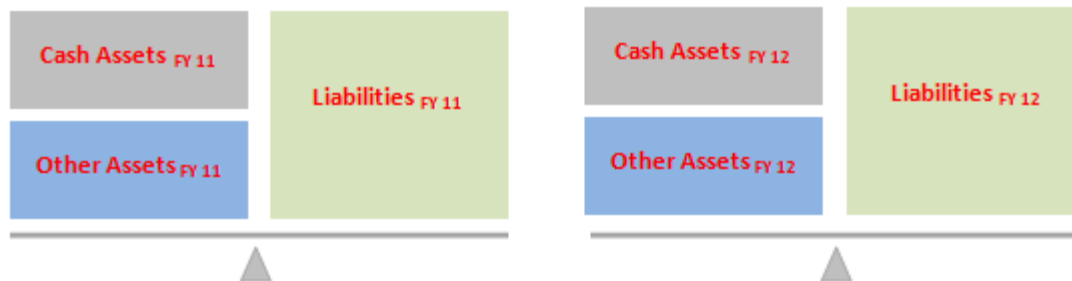 Cash Assets FY 11
Liabilities FY 11
Other Assets FY 11
Cash Assets FY 12
Liabilities FY 12
Other Assets FY 12